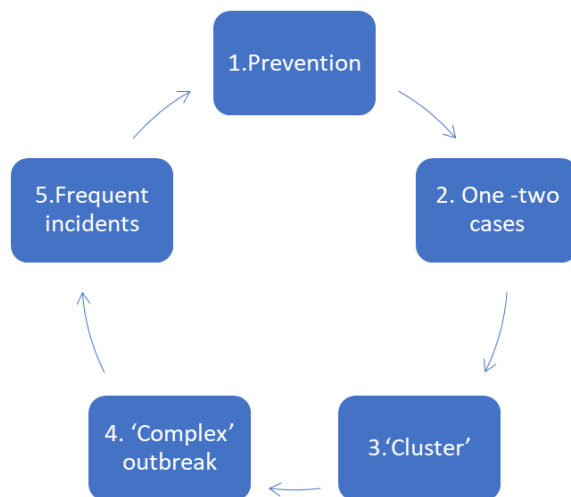 1.Prevention
2. One -two
cases
3.‘Cluster’
4. ‘Complex’
outbreak
5.Frequent
incidents